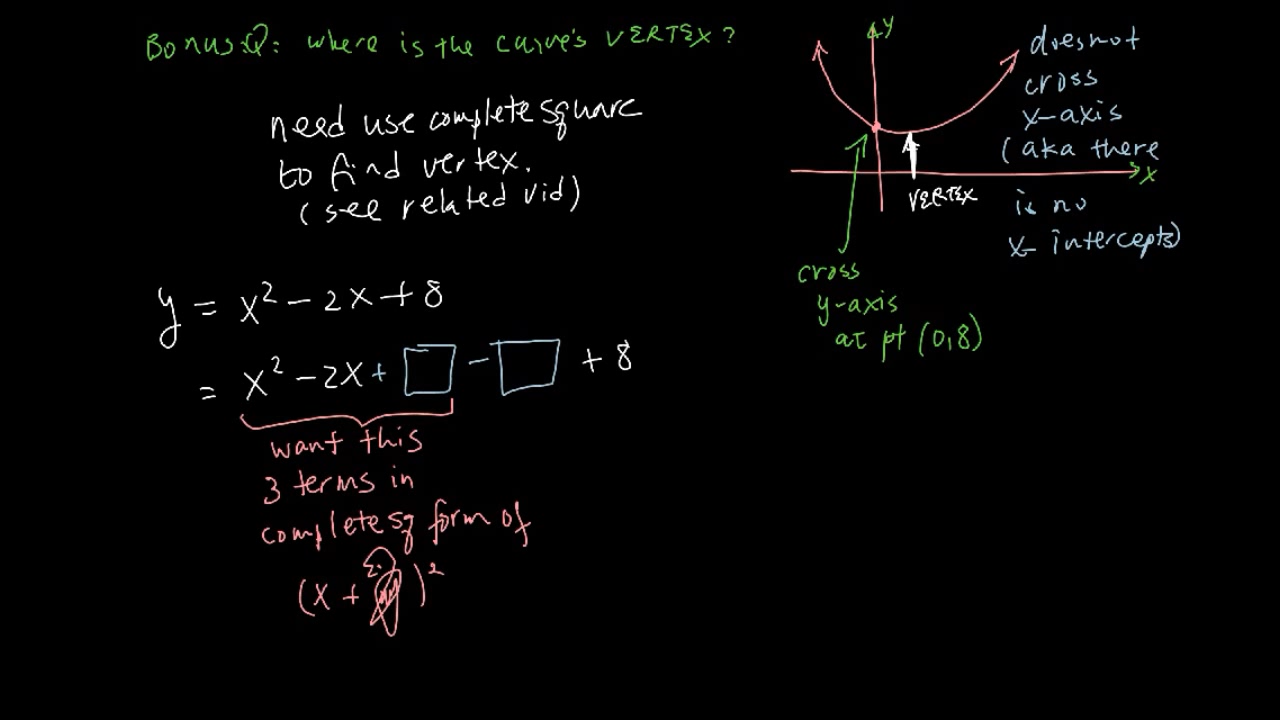 Bonus Q: where is the curve's VERTEX?
need use complete square
to find vertex.
(see related vid)
y = x² - 2x + 8
= x² - 2x + □ - □ + 8
want this
3 terms in
complete sq form of
(x + )²
y
does not
cross
x-axis
(aka there
x
is no
x-intercepts)
VERTEX
cross
y-axis
at pt (0,8)